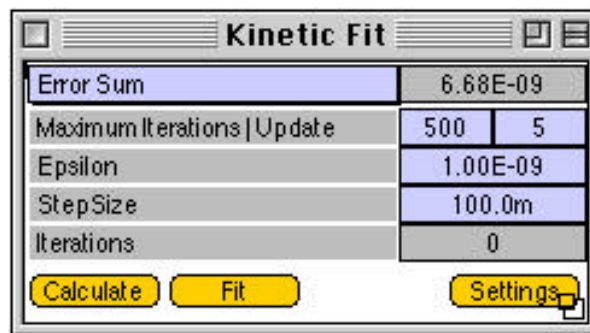 Kinetic Fit
Error Sum 6.68E-09
Maximum Iterations | Update 500 5
Epsilon 1.00E-09
StepSize 100.0m
Iterations 0
Calculate Fit Settings